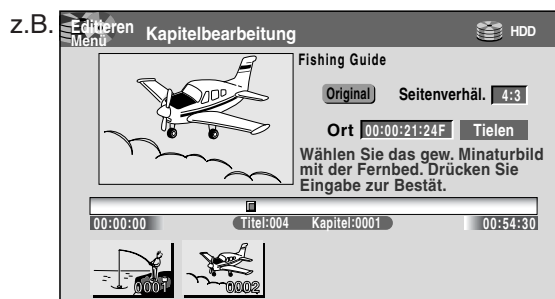 z.B.
Editieren
Menü
Kapitelbearbeitung
HDD
Fishing Guide
Original Seitenverhäl. 4:3
Ort 00:00:21:24F Tielen
Wählen Sie das gew. Minaturbild
mit der Fernbed. Drücken Sie
Eingabe zur Bestät.
00:00:00 Titel:004 Kapitel:0001 00:54:30
0001 0002